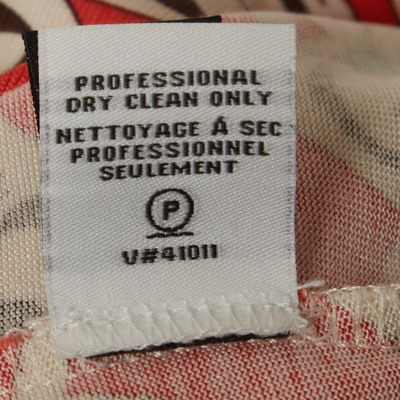 PROFESSIONAL
DRY CLEAN ONLY
NETTOYAGE Á SEC
PROFESSIONNEL
SEULEMENT
P
V#41011